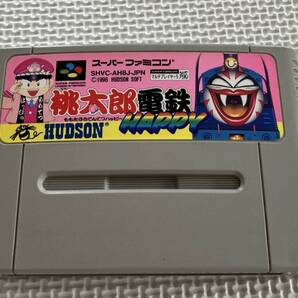 スーパーファミコン
SHVC-AH8J-JPN
©1996 HUDSON SOFT
マルチプレイヤー5対応
桃太郎電鉄
ももたろうでんてつハッピー
HAPPY
HUDSON